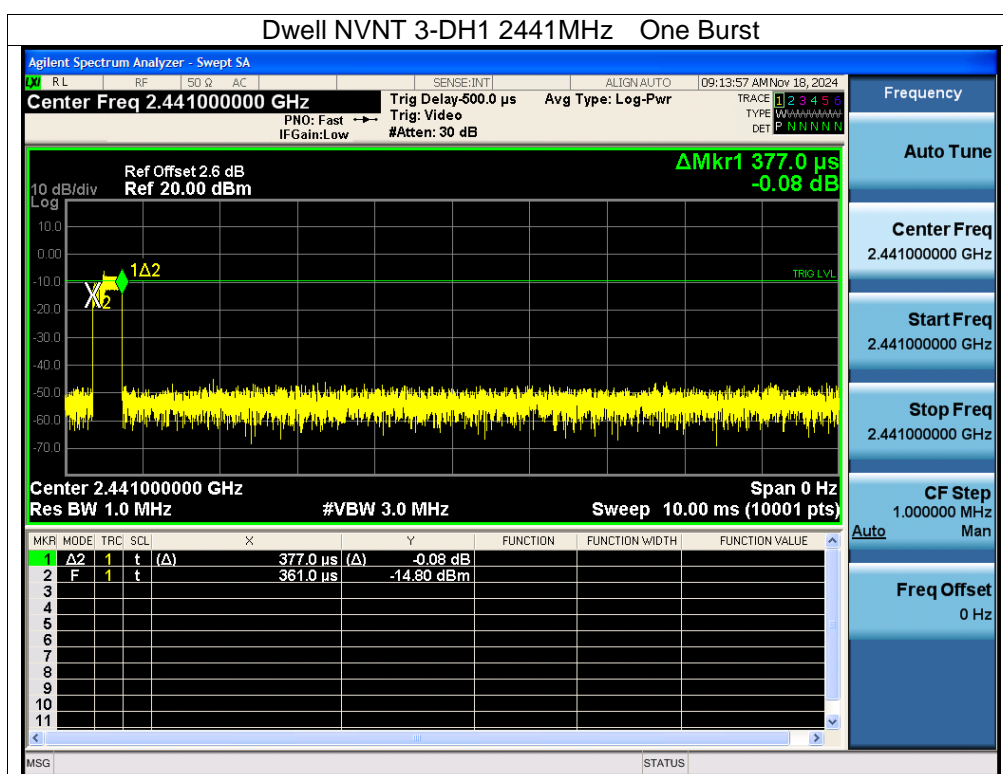 Dwell NVNT 3-DH1 2441MHz One Burst
Agilent Spectrum Analyzer - Swept SA
LXI RL RF 50 Ω AC SENSE:INT ALIGN AUTO 09:13:57 AM Nov 18, 2024
Center Freq 2.441000000 GHz
PNO: Fast
IFGain:Low
Trig Delay-500.0 µs
Trig: Video
#Atten: 30 dB
Avg Type: Log-Pwr
TRACE 1 2 3 4 5 6
TYPE WWWWWWW
DET P N N N N N
Frequency
Auto Tune
Center Freq
2.441000000 GHz
Start Freq
2.441000000 GHz
Stop Freq
2.441000000 GHz
CF Step
1.000000 MHz
Auto Man
Freq Offset
0 Hz
ΔMkr1 377.0 µs
-0.08 dB
Ref Offset 2.6 dB
10 dB/div Ref 20.00 dBm
Log
10.0
0.00
-10.0
-20.0
-30.0
-40.0
-50.0
-60.0
-70.0
1Δ2
2
TRIG LVL
Center 2.441000000 GHz Span 0 Hz
Res BW 1.0 MHz #VBW 3.0 MHz Sweep 10.00 ms (10001 pts)
MKR MODE TRC SCL X Y FUNCTION FUNCTION WIDTH FUNCTION VALUE
1 Δ2 1 t (Δ) 377.0 µs (Δ) -0.08 dB
2 F 1 t 361.0 µs -14.80 dBm
3
4
5
6
7
8
9
10
11
MSG STATUS